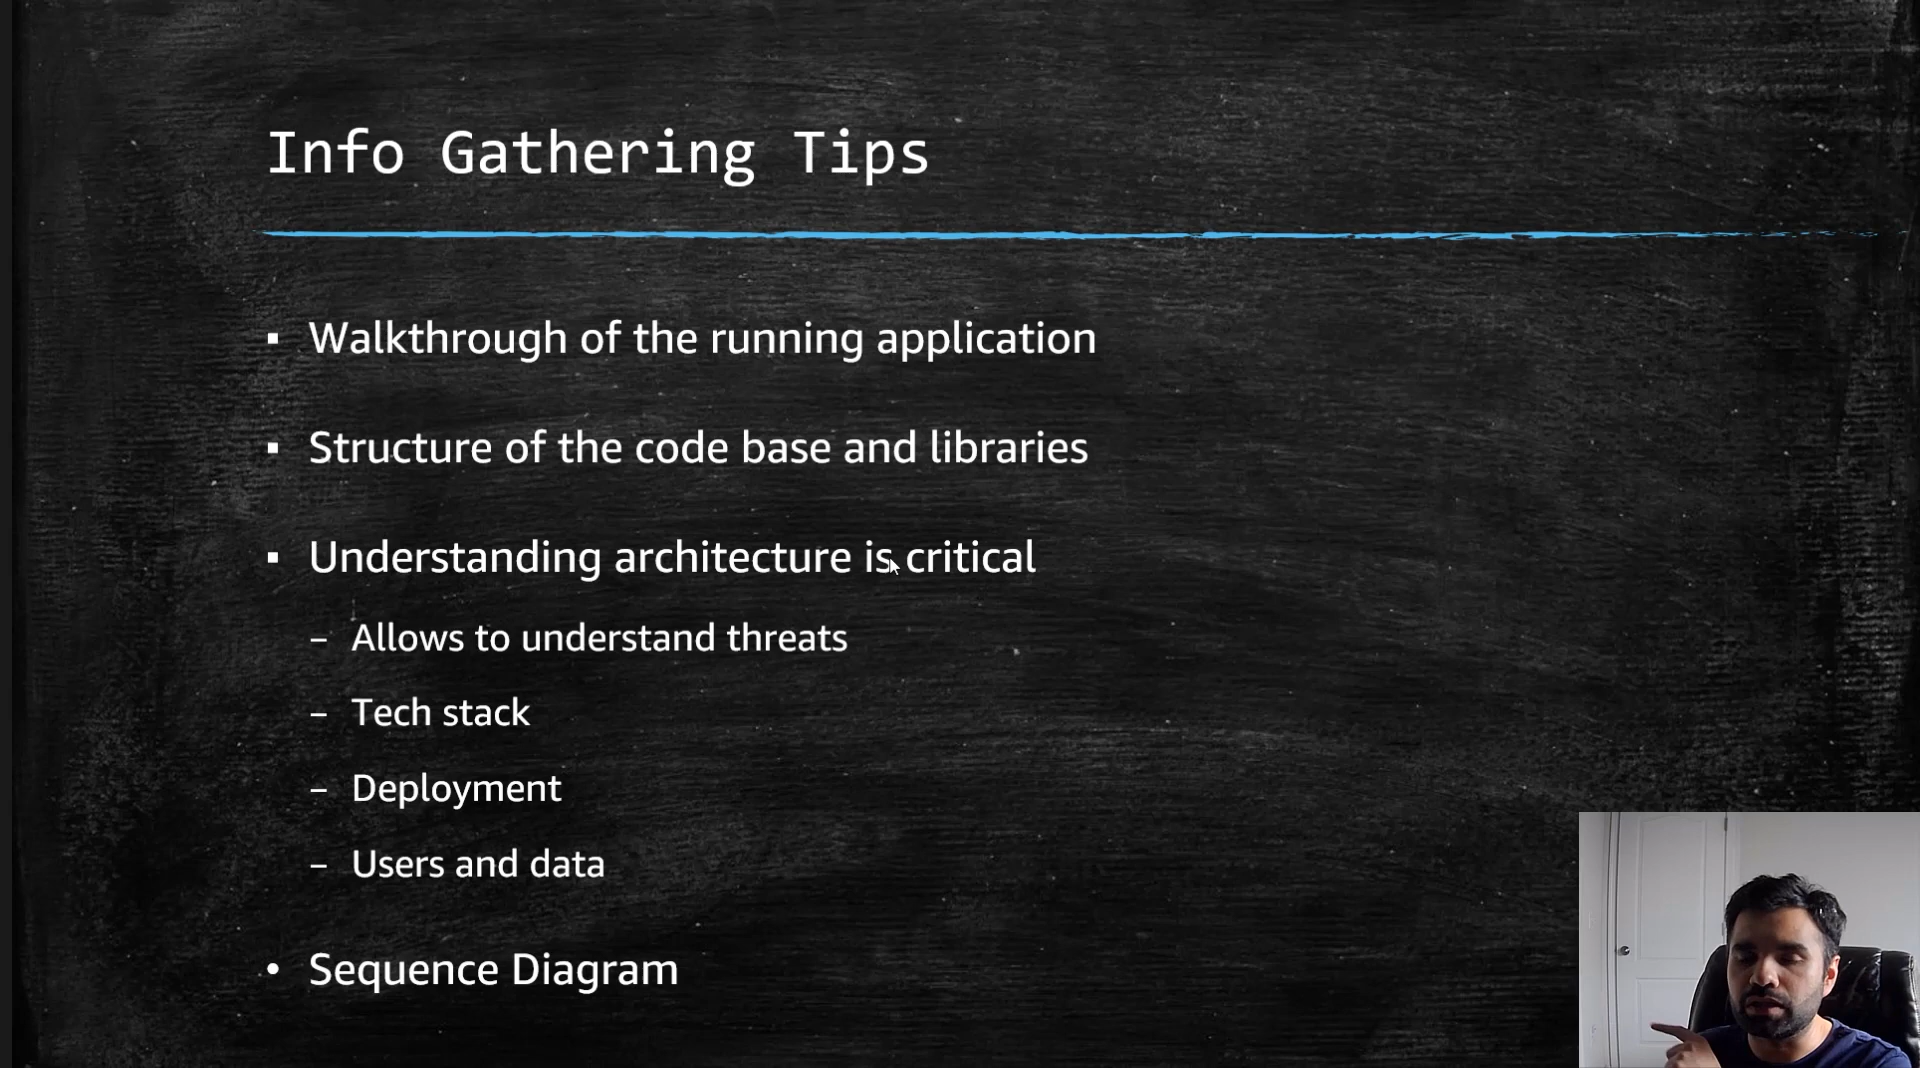 Info Gathering Tips
▪ Walkthrough of the running application
▪ Structure of the code base and libraries
▪ Understanding architecture is critical
– Allows to understand threats
– Tech stack
– Deployment
– Users and data
• Sequence Diagram